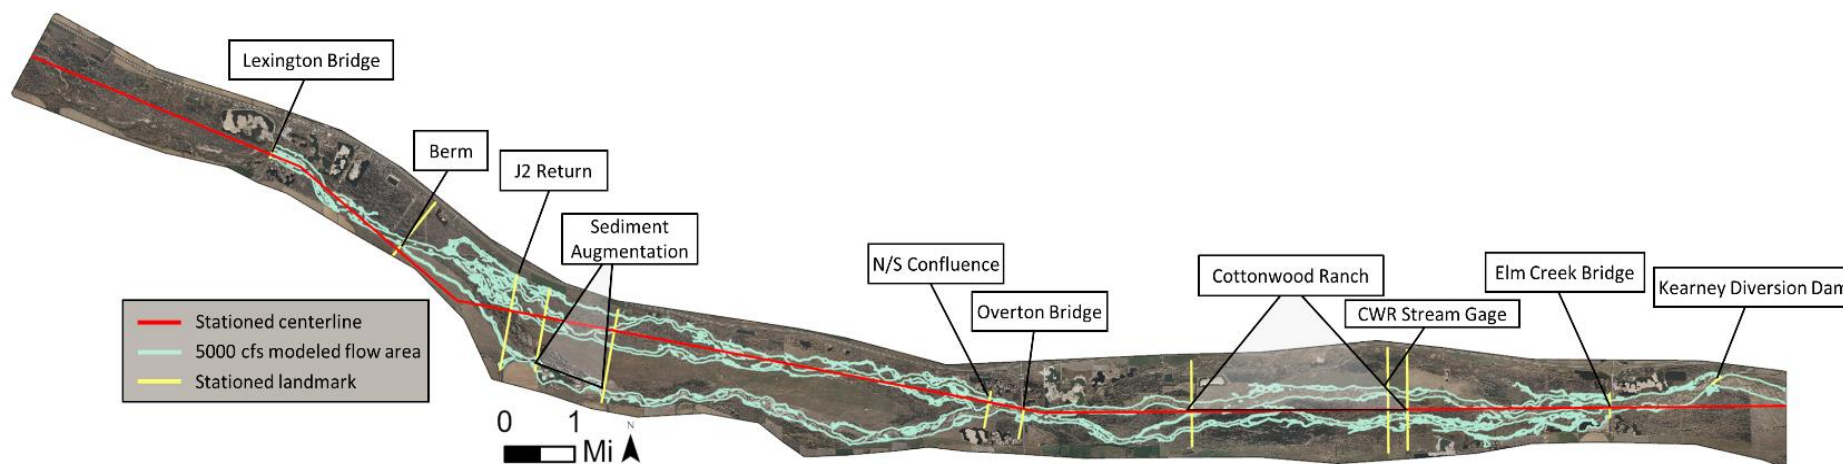 Lexington Bridge
Berm
J2 Return
Sediment
Augmentation
N/S Confluence
Overton Bridge
Cottonwood Ranch
CWR Stream Gage
Elm Creek Bridge
Kearney Diversion Dam
Stationed centerline
5000 cfs modeled flow area
Stationed landmark
0 1
Mi
N